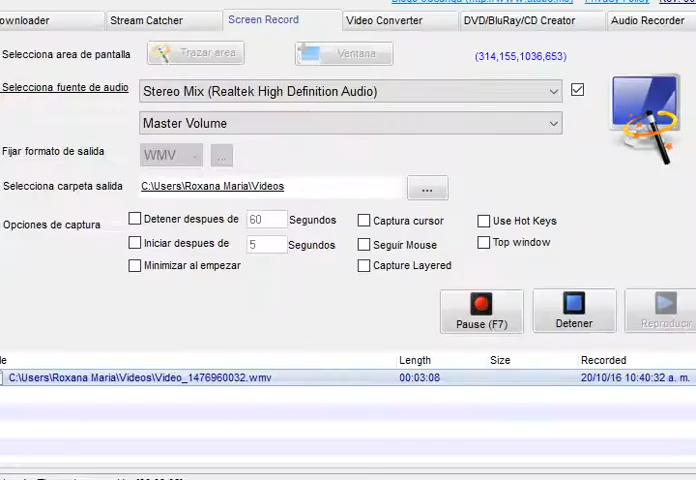 ownloader Stream Catcher Screen Record Video Converter DVD/BluRay/CD Creator Audio Recorder
Selecciona area de pantalla Trazar area Ventana (314,155,1036,653)
Selecciona fuente de audio Stereo Mix (Realtek High Definition Audio)
Master Volume
Fijar formato de salida WMV ...
Selecciona carpeta salida C:\Users\Roxana Maria\Videos ...
Opciones de captura Detener despues de 60 Segundos Captura cursor Use Hot Keys
Iniciar despues de 5 Segundos Seguir Mouse Top window
Minimizar al empezar Capture Layered
Pause (F7) Detener Reproducir
le Length Size Recorded
C:\Users\Roxana Maria\Videos\Video_1476960032.wmv 00:03:08 20/10/16 10:40:32 a. m.